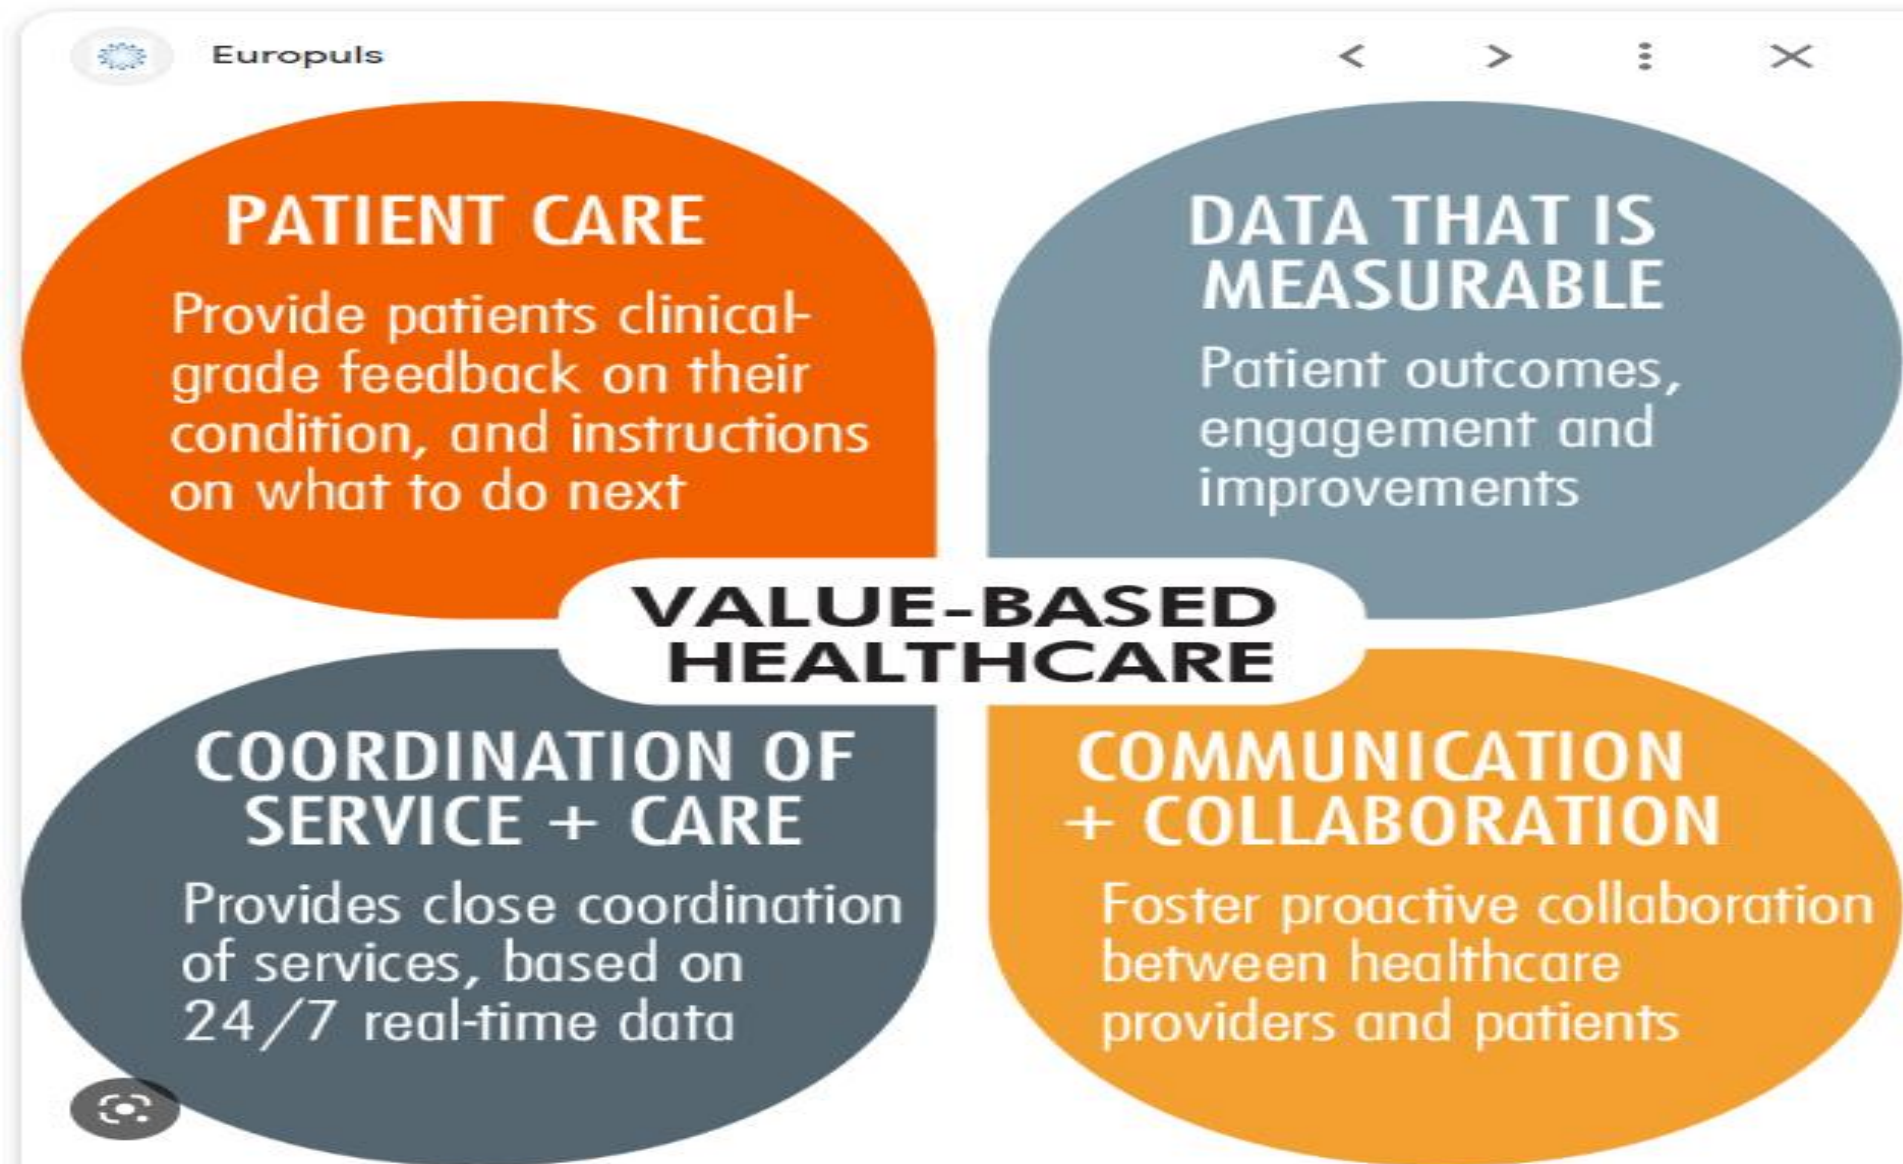 Europuls
PATIENT CARE
Provide patients clinical-
grade feedback on their
condition, and instructions
on what to do next
DATA THAT IS
MEASURABLE
Patient outcomes,
engagement and
improvements
VALUE-BASED
HEALTHCARE
COORDINATION OF
SERVICE + CARE
Provides close coordination
of services, based on
24/7 real-time data
COMMUNICATION
+ COLLABORATION
Foster proactive collaboration
between healthcare
providers and patients